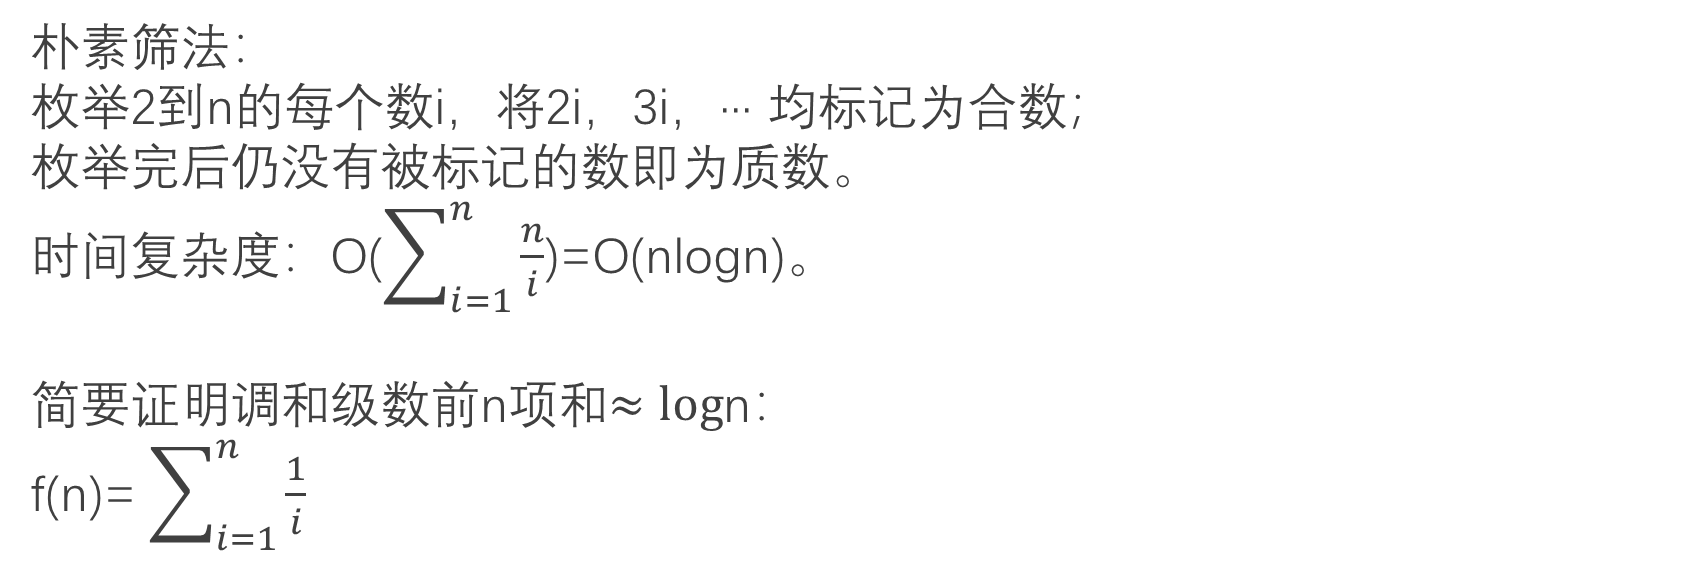 朴素筛法：
枚举2到n的每个数i，将2i，3i，… 均标记为合数；
枚举完后仍没有被标记的数即为质数。
时间复杂度：O(∑_{i=1}^{n} n/i)=O(nlogn)。
简要证明调和级数前n项和≈ logn：
f(n)= ∑_{i=1}^{n} 1/i